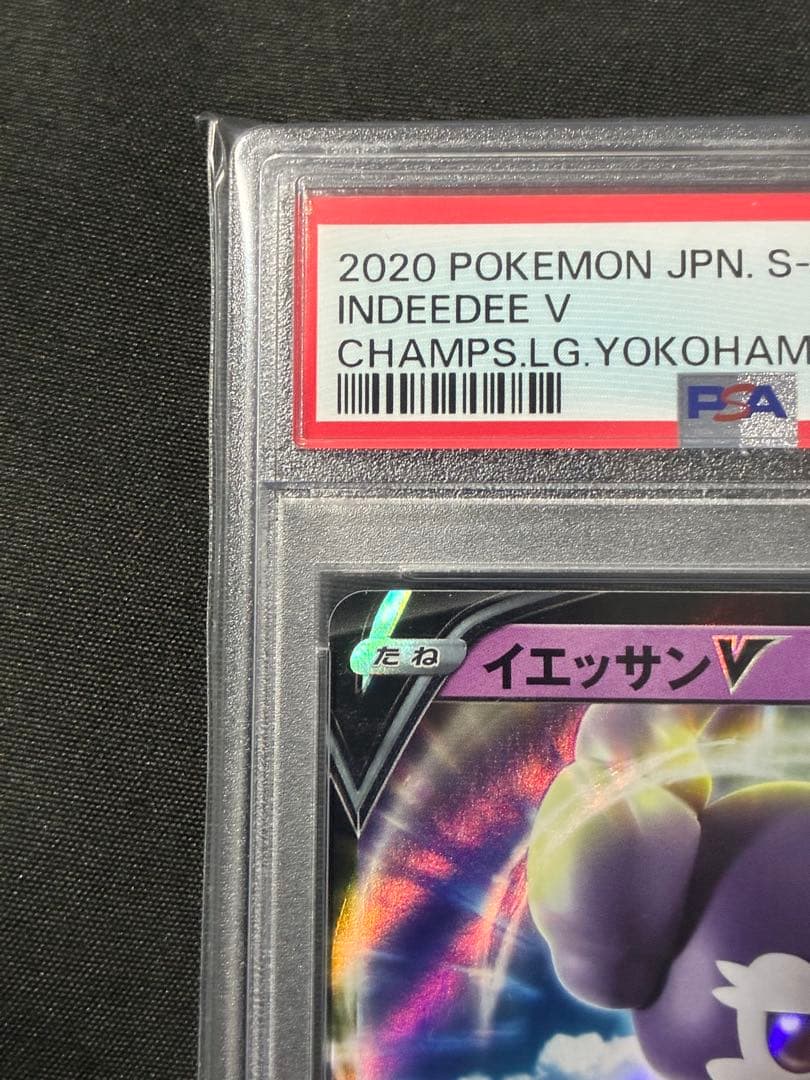 2020 POKEMON JPN. S-
INDEEDEE V
CHAMPS.LG.YOKOHAM
PSA
たね イエッサンV